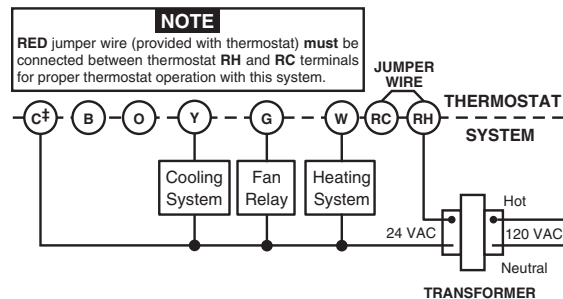 NOTE
RED jumper wire (provided with thermostat) must be
connected between thermostat RH and RC terminals
for proper thermostat operation with this system.
JUMPER
WIRE
C‡ B O Y G W RC RH
THERMOSTAT
SYSTEM
Cooling
System
Fan
Relay
Heating
System
Hot
24 VAC
120 VAC
Neutral
TRANSFORMER